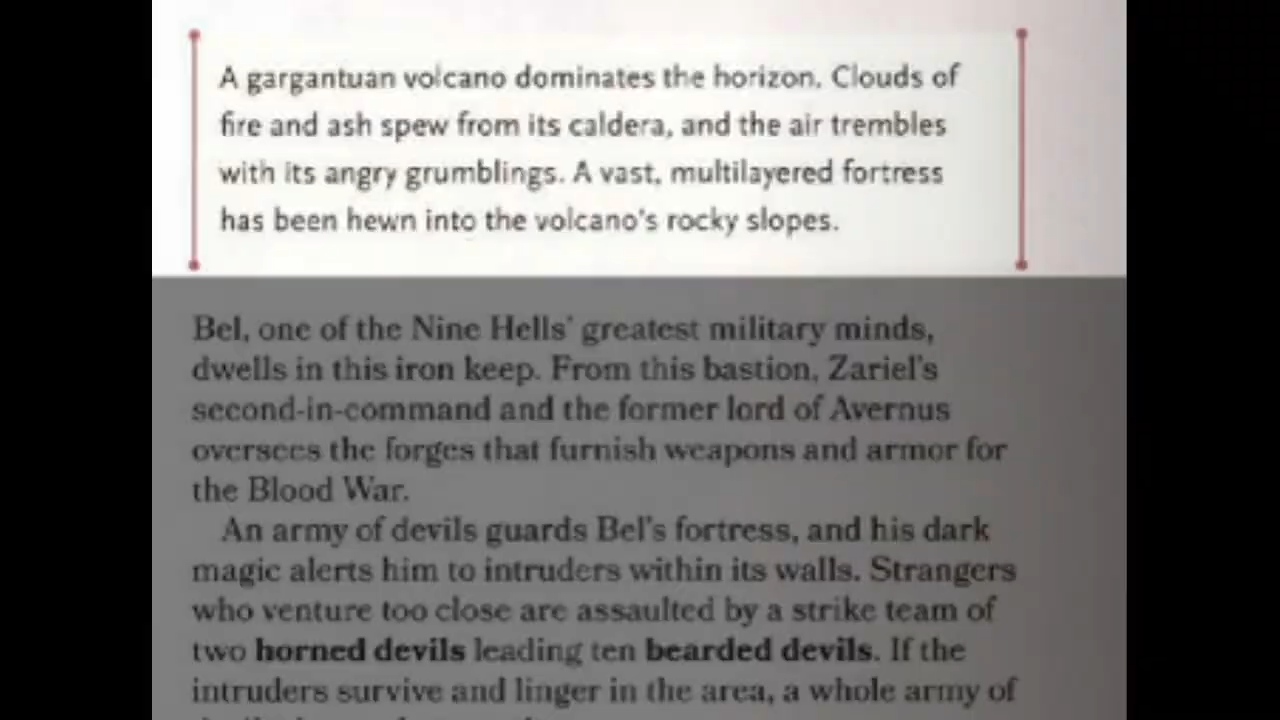 A gargantuan volcano dominates the horizon. Clouds of
fire and ash spew from its caldera, and the air trembles
with its angry grumblings. A vast, multilayered fortress
has been hewn into the volcano's rocky slopes.
Bel, one of the Nine Hells' greatest military minds,
dwells in this iron keep. From this bastion, Zariel's
second-in-command and the former lord of Avernus
oversees the forges that furnish weapons and armor for
the Blood War.
An army of devils guards Bel's fortress, and his dark
magic alerts him to intruders within its walls. Strangers
who venture too close are assaulted by a strike team of
two horned devils leading ten bearded devils. If the
intruders survive and linger in the area, a whole army of